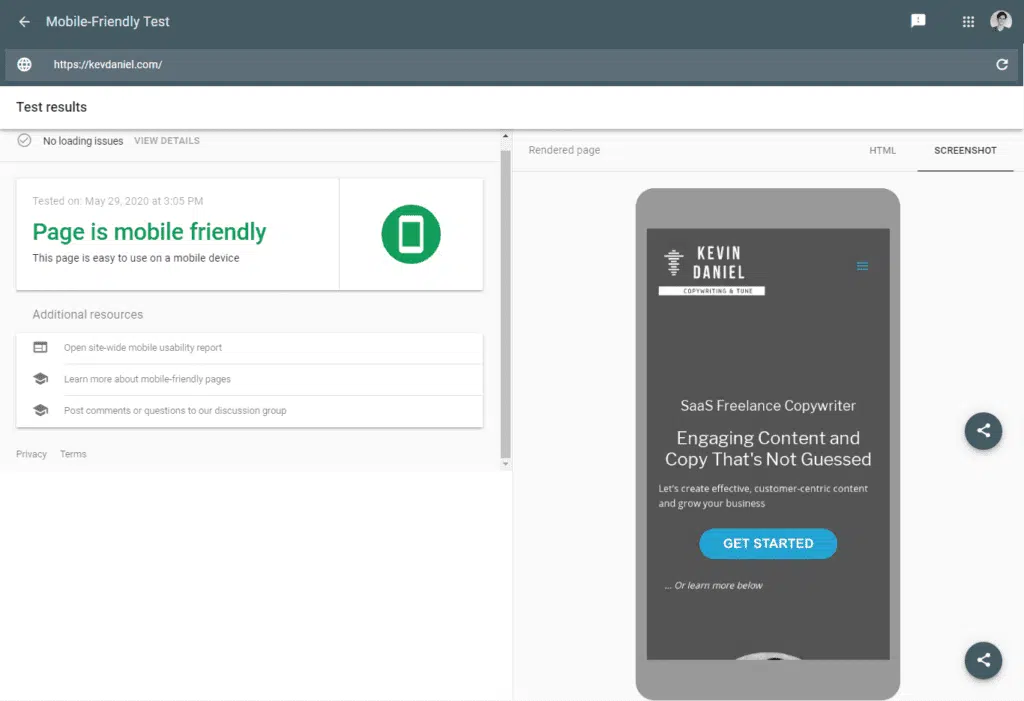 Mobile-Friendly Test
https://kevdaniel.com/
Test results
No loading issues VIEW DETAILS
Tested on: May 29, 2020 at 3:05 PM
Page is mobile friendly
This page is easy to use on a mobile device
Additional resources
Open site-wide mobile usability report
Learn more about mobile-friendly pages
Post comments or questions to our discussion group
Privacy Terms
Rendered page HTML SCREENSHOT
KEVIN
DANIEL
COPYWRITING & TUNE
SaaS Freelance Copywriter
Engaging Content and
Copy That's Not Guessed
Let's create effective, customer-centric content
and grow your business
GET STARTED
... Or learn more below